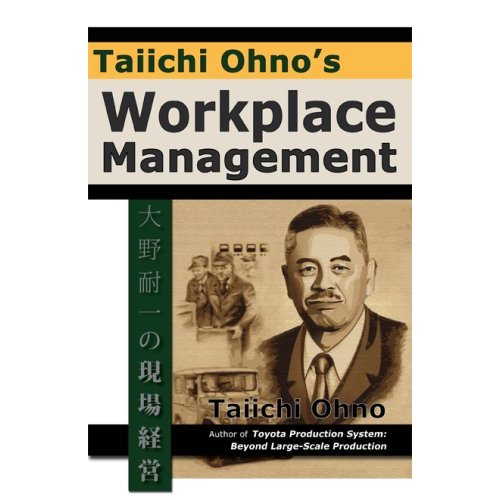 Taiichi Ohno's
Workplace
Management
大野耐一の現場経営
Taiichi Ohno
Author of Toyota Production System:
Beyond Large-Scale Production